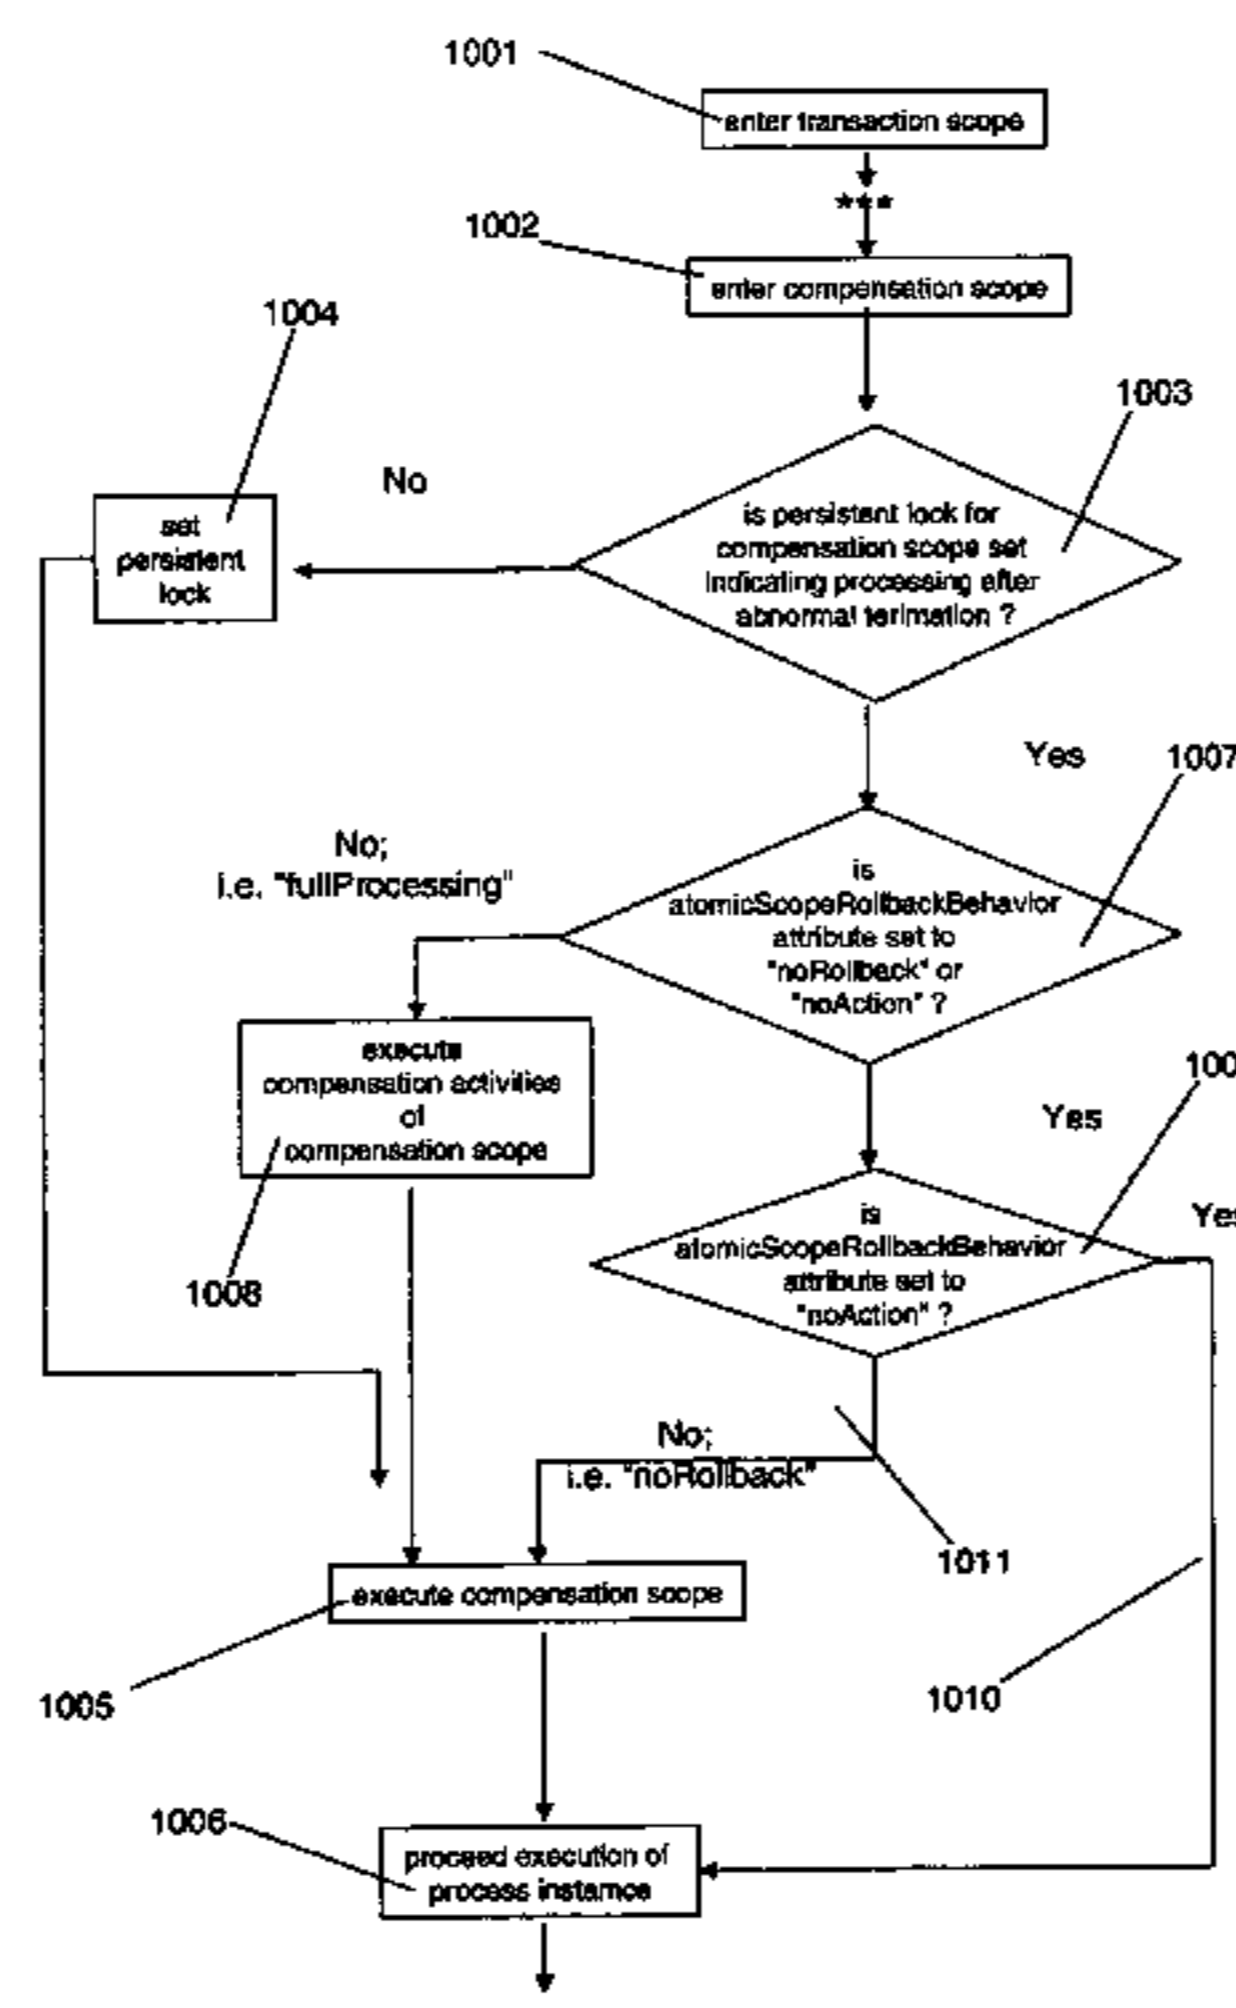 1001
enter transaction scope
***
1002
enter compensation scope
1004
1003
No
set
persistent
lock
is persistent lock for
compensation scope set
indicating processing after
abnormal terimation ?
Yes
1007
No;
i.e. "fullProcessing"
is
atomicScopeRollbackBehavior
attribute set to
"noRollback" or
"noAction" ?
execute
compensation activities
of
compensation scope
100
Yes
is
atomicScopeRollbackBehavior
attribute set to
"noAction" ?
Yes
1008
No;
i.e. "noRollback"
1011
execute compensation scope
1005
1010
1006
proceed execution of
process instance